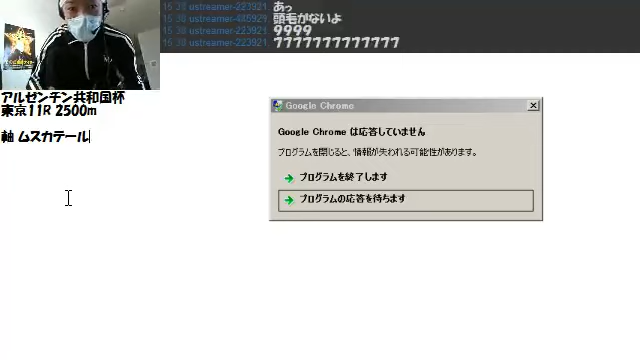 15:30 ustreamer-223921: あっ
15:30 ustreamer-446929: 頭毛がないよ
15:30 ustreamer-223921: 9999
15:30 ustreamer-223921: 7777777777777
アルゼンチン共和国杯
東京11R 2500m
軸 ムスカテール
Google Chrome
Google Chrome は応答していません
プログラムを閉じると、情報が失われる可能性があります。
プログラムを終了します
プログラムの応答を待ちます